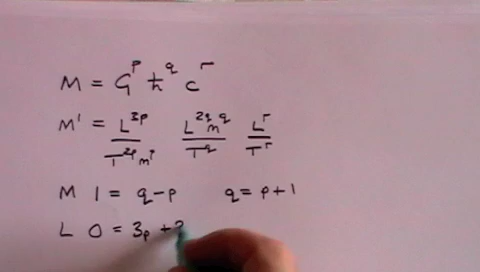 M = G^p ħ^q c^r
M' = L^3p / T^2p m^p L^2q m^q / T^q L^r / T^r
M 1 = q - p q = p + 1
L 0 = 3p +